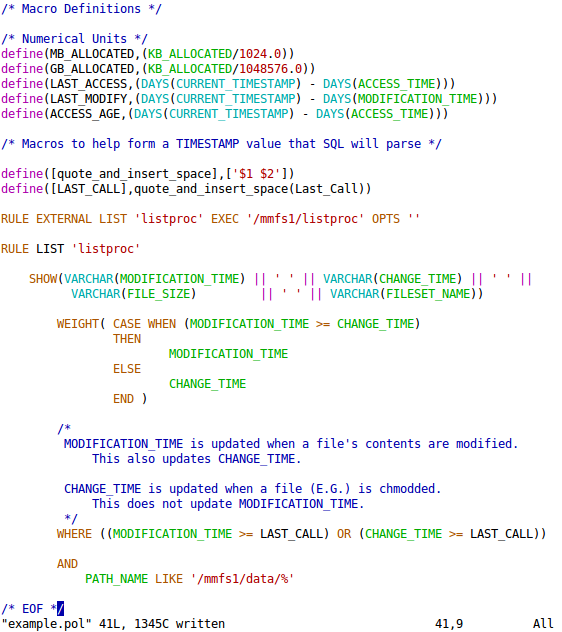 /* Macro Definitions */

/* Numerical Units */
define(MB_ALLOCATED,(KB_ALLOCATED/1024.0))
define(GB_ALLOCATED,(KB_ALLOCATED/1048576.0))
define(LAST_ACCESS,(DAYS(CURRENT_TIMESTAMP) - DAYS(ACCESS_TIME)))
define(LAST_MODIFY,(DAYS(CURRENT_TIMESTAMP) - DAYS(MODIFICATION_TIME)))
define(ACCESS_AGE,(DAYS(CURRENT_TIMESTAMP) - DAYS(ACCESS_TIME)))

/* Macros to help form a TIMESTAMP value that SQL will parse */

define([quote_and_insert_space],['$1 $2'])
define([LAST_CALL],quote_and_insert_space(Last_Call))

RULE EXTERNAL LIST 'listproc' EXEC '/mmfs1/listproc' OPTS ''

RULE LIST 'listproc'

    SHOW(VARCHAR(MODIFICATION_TIME) || ' ' || VARCHAR(CHANGE_TIME) || ' ' ||
          VARCHAR(FILE_SIZE)         || ' ' || VARCHAR(FILESET_NAME))

        WEIGHT( CASE WHEN (MODIFICATION_TIME >= CHANGE_TIME)
                THEN
                        MODIFICATION_TIME
                ELSE
                        CHANGE_TIME
                END )

        /*
         MODIFICATION_TIME is updated when a file's contents are modified.
             This also updates CHANGE_TIME.

         CHANGE_TIME is updated when a file (E.G.) is chmodded.
             This does not update MODIFICATION_TIME.
         */
        WHERE ((MODIFICATION_TIME >= LAST_CALL) OR (CHANGE_TIME >= LAST_CALL))

        AND
            PATH_NAME LIKE '/mmfs1/data/%'

/* EOF */
"example.pol" 41L, 1345C written                              41,9          All